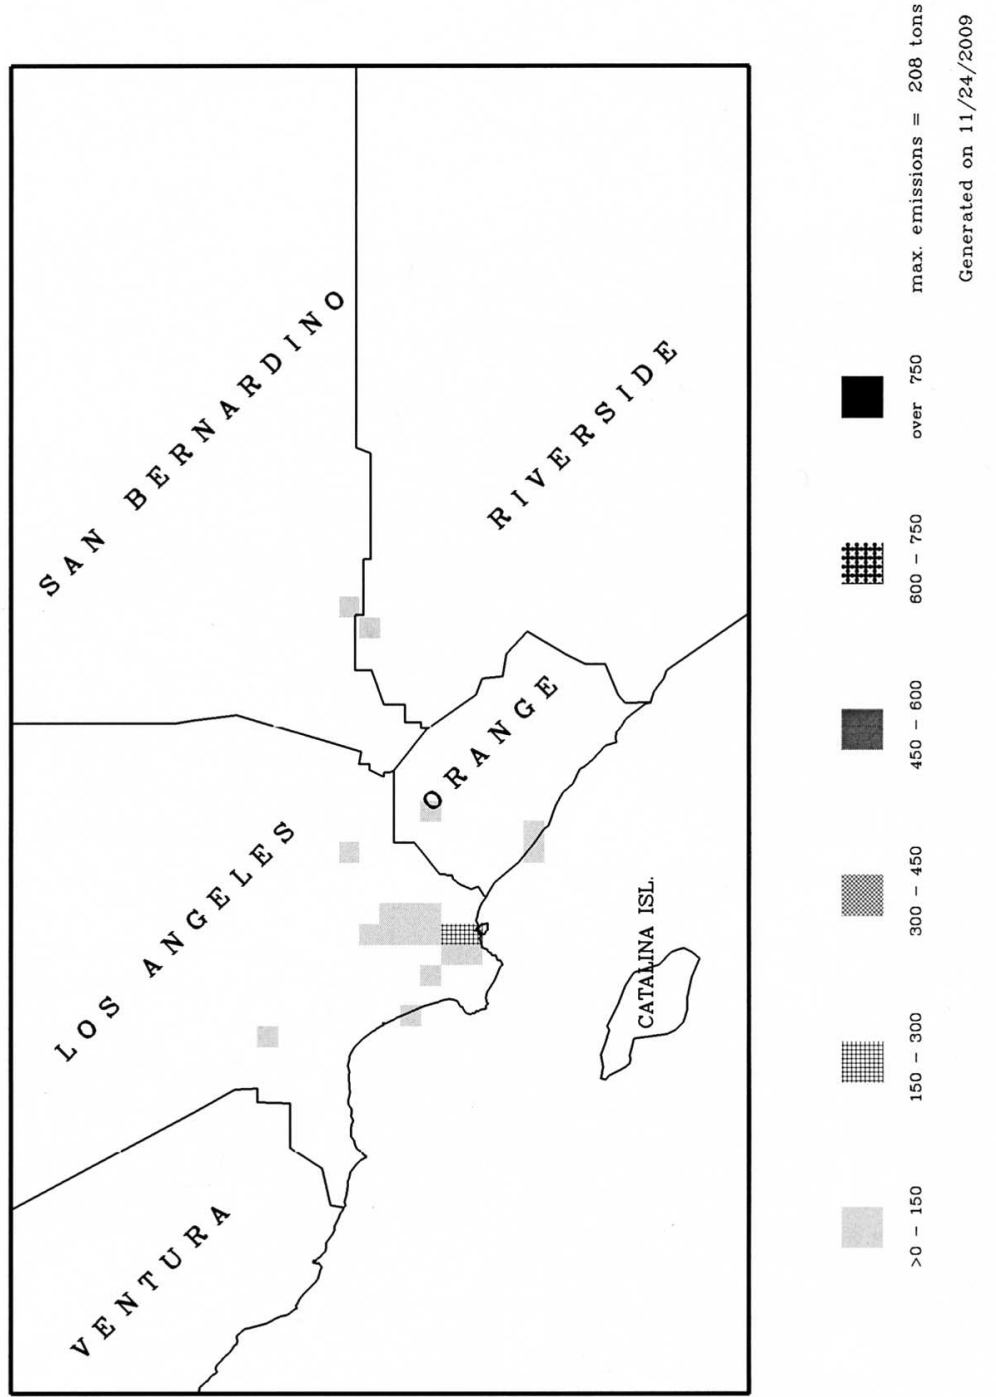 SAN BERNARDINO
LOS ANGELES
VENTURA
RIVERSIDE
ORANGE
CATALINA ISL.
>0 – 150
150 – 300
300 – 450
450 – 600
600 – 750
over 750
max. emissions = 208 tons
Generated on 11/24/2009